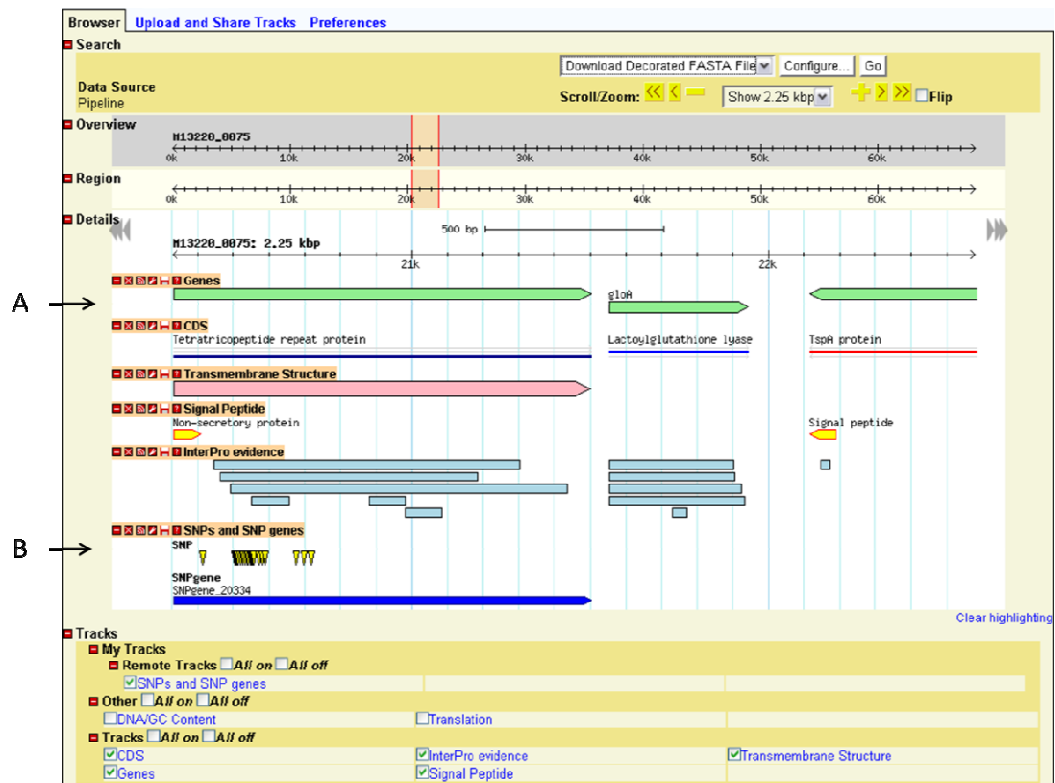 Browser Upload and Share Tracks Preferences
Search
Download Decorated FASTA File Configure... Go
Data Source
Pipeline
Scroll/Zoom: << < Show 2.25 kbp > >> Flip
Overview
M13220_0075
0k 10k 20k 30k 40k 50k 60k
Region
0k 10k 20k 30k 40k 50k 60k
Details
500 bp
M13220_0075: 2.25 kbp
21k 22k
Genes
A
gloA
CDS
Tetratricopeptide repeat protein Lactoylglutathione lyase TspA protein
Transmembrane Structure
Signal Peptide
Non-secretory protein Signal peptide
InterPro evidence
SNPs and SNP genes
B
SNP
SNPgene
SNPgene_20334
Clear highlighting
Tracks
My Tracks
Remote Tracks All on All off
SNPs and SNP genes
Other All on All off
DNA/GC Content Translation
Tracks All on All off
CDS InterPro evidence Transmembrane Structure
Genes Signal Peptide